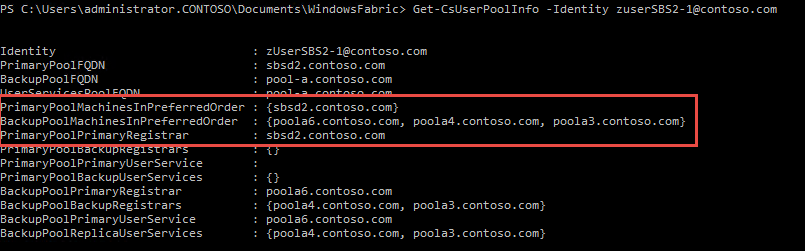 PS C:\Users\administrator.CONTOSO\Documents\WindowsFabric> Get-CsUserPoolInfo -Identity zuserSBS2-1@contoso.com
Identity : zUserSBS2-1@contoso.com
PrimaryPoolFQDN : sbsd2.contoso.com
BackupPoolFQDN : pool-a.contoso.com
UserServicesPoolFQDN : pool-a.contoso.com
PrimaryPoolMachinesInPreferredOrder : {sbsd2.contoso.com}
BackupPoolMachinesInPreferredOrder : {poola6.contoso.com, poola4.contoso.com, poola3.contoso.com}
PrimaryPoolPrimaryRegistrar : sbsd2.contoso.com
PrimaryPoolBackupRegistrars : {}
PrimaryPoolPrimaryUserService :
PrimaryPoolBackupUserServices : {}
BackupPoolPrimaryRegistrar : poola6.contoso.com
BackupPoolBackupRegistrars : {poola4.contoso.com, poola3.contoso.com}
BackupPoolPrimaryUserService : poola6.contoso.com
BackupPoolReplicaUserServices : {poola4.contoso.com, poola3.contoso.com}